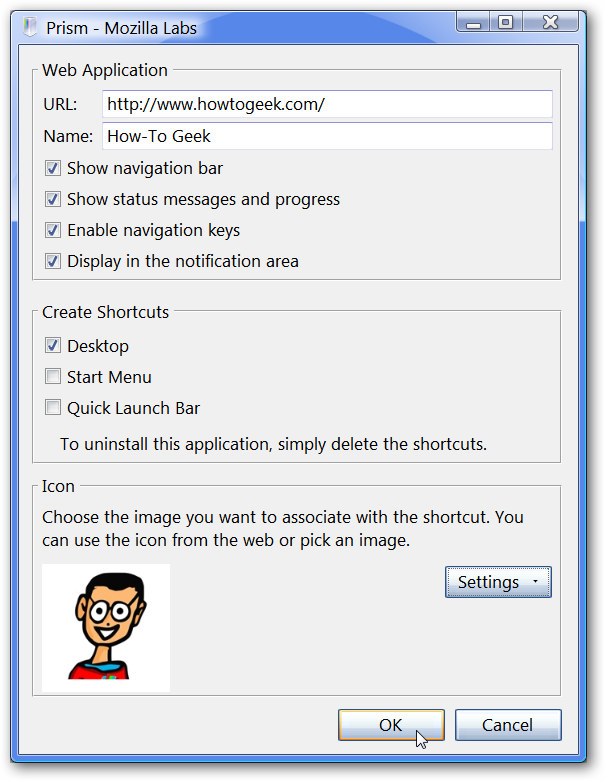 Prism - Mozilla Labs
Web Application
URL: http://www.howtogeek.com/
Name: How-To Geek
Show navigation bar
Show status messages and progress
Enable navigation keys
Display in the notification area
Create Shortcuts
Desktop
Start Menu
Quick Launch Bar
To uninstall this application, simply delete the shortcuts.
Icon
Choose the image you want to associate with the shortcut. You
can use the icon from the web or pick an image.
Settings
OK Cancel